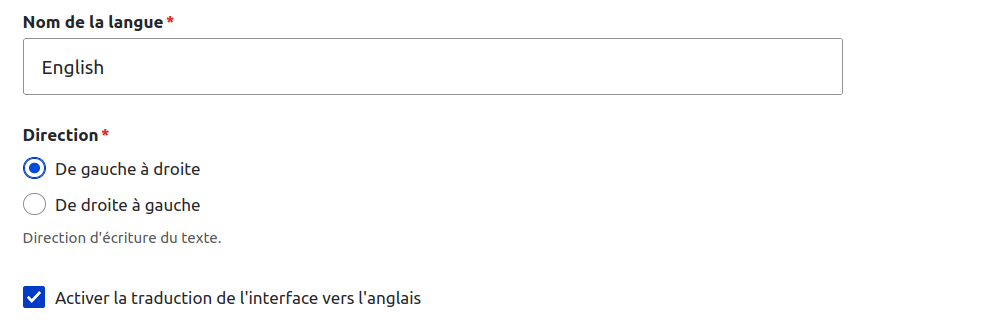 Nom de la langue *
English
Direction *
De gauche à droite
De droite à gauche
Direction d'écriture du texte.
Activer la traduction de l'interface vers l'anglais